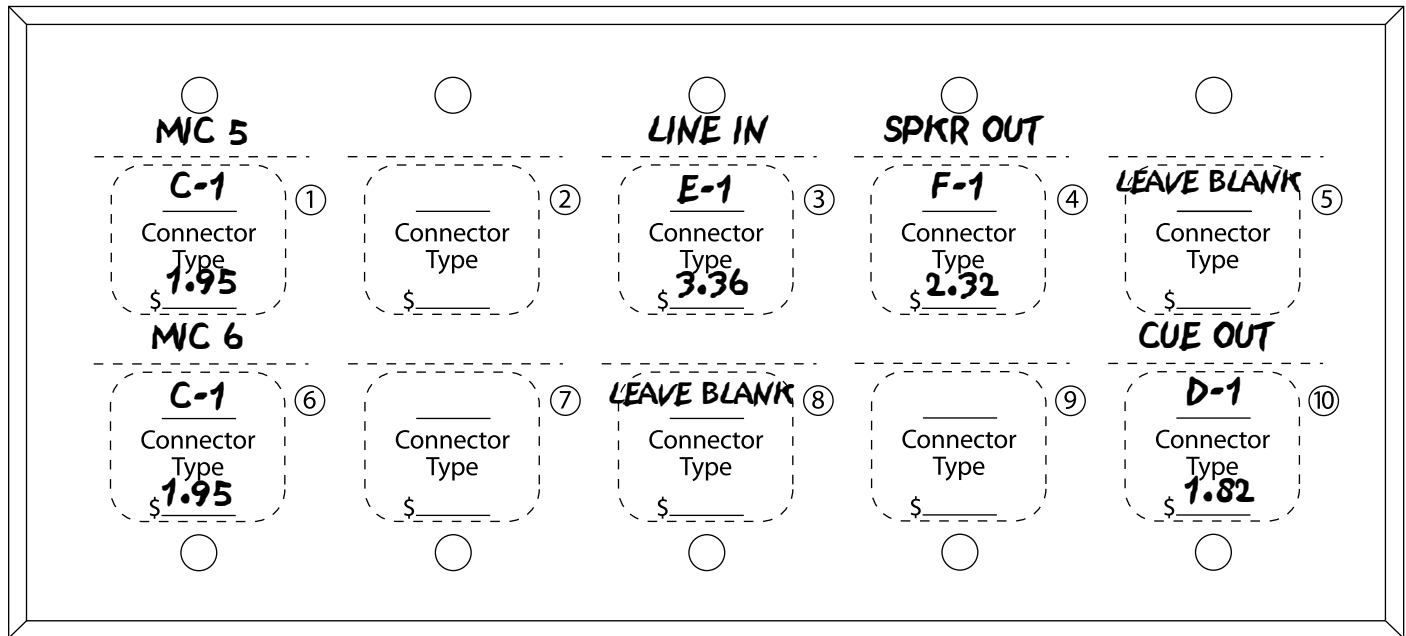 MIC 5
LINE IN
SPKR OUT
C-1
①
Connector
Type
$1.95
②
Connector
Type
$
E-1
③
Connector
Type
$3.36
F-1
④
Connector
Type
$2.32
LEAVE BLANK
⑤
Connector
Type
$
MIC 6
CUE OUT
C-1
⑥
Connector
Type
$1.95
⑦
Connector
Type
$
LEAVE BLANK
⑧
Connector
Type
$
⑨
Connector
Type
$
D-1
⑩
Connector
Type
$1.82